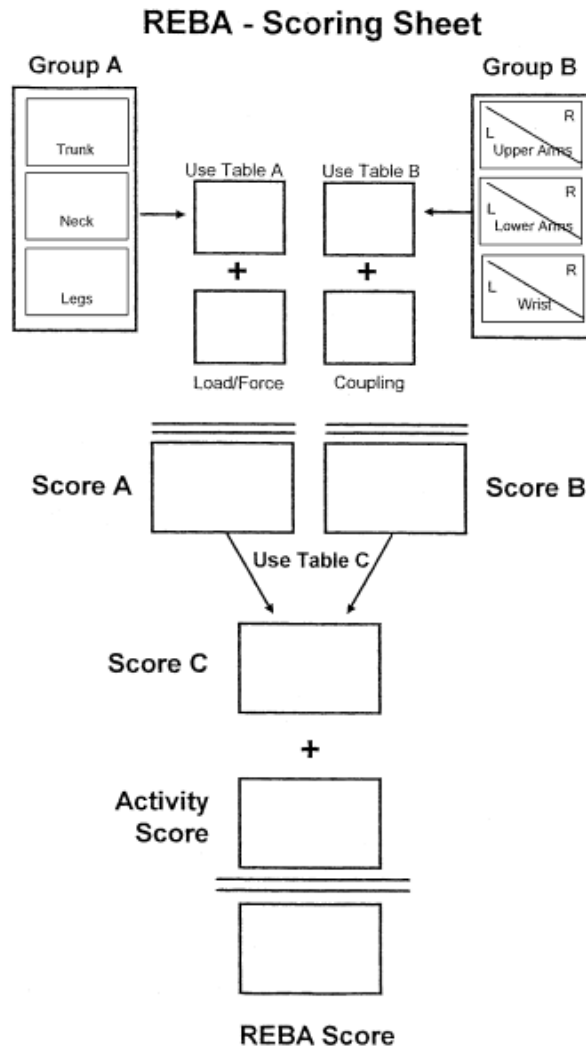 REBA - Scoring Sheet
Group A
Group B
Trunk
Neck
Legs
Use Table A
Use Table B
L
R
Upper Arms
L
R
Lower Arms
L
R
Wrist
+
+
Load/Force
Coupling
Score A
Score B
Use Table C
Score C
+
Activity
Score
REBA Score